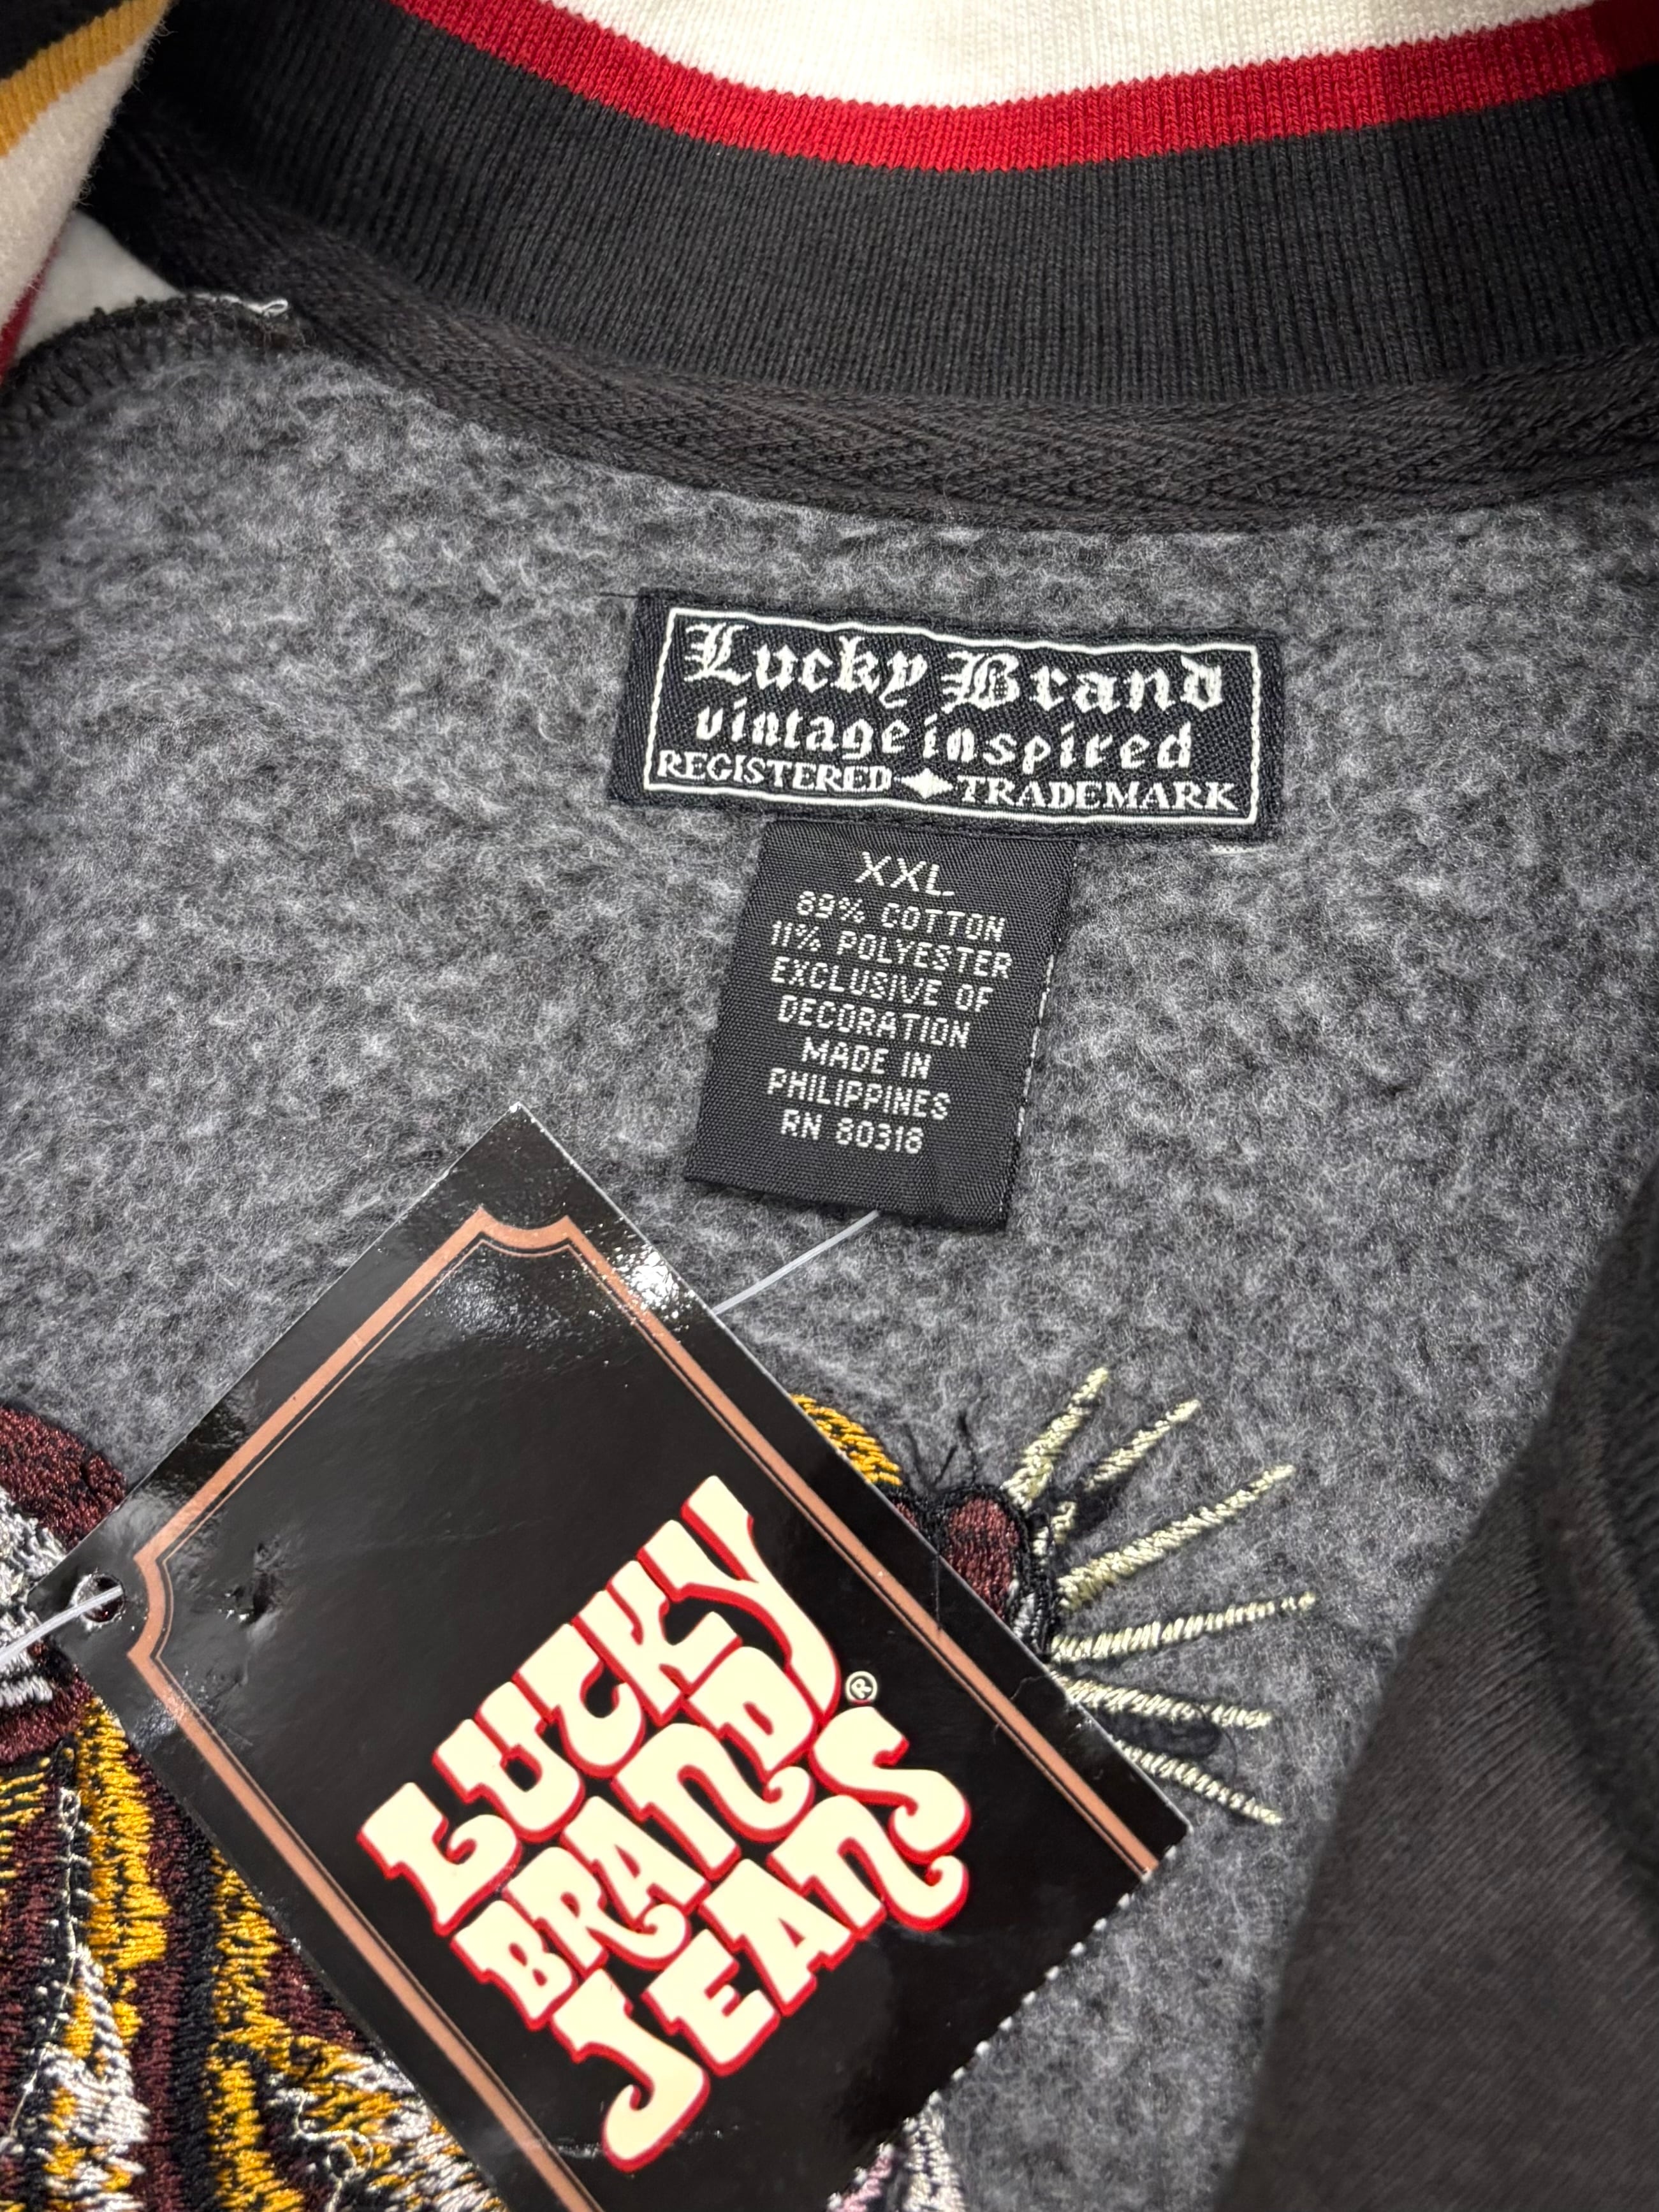 Lucky Brand
vintage inspired
REGISTERED TRADEMARK
XXL
89% COTTON
11% POLYESTER
EXCLUSIVE OF
DECORATION
MADE IN
PHILIPPINES
RN 80318
LUCKY
BRAND
JEANS®